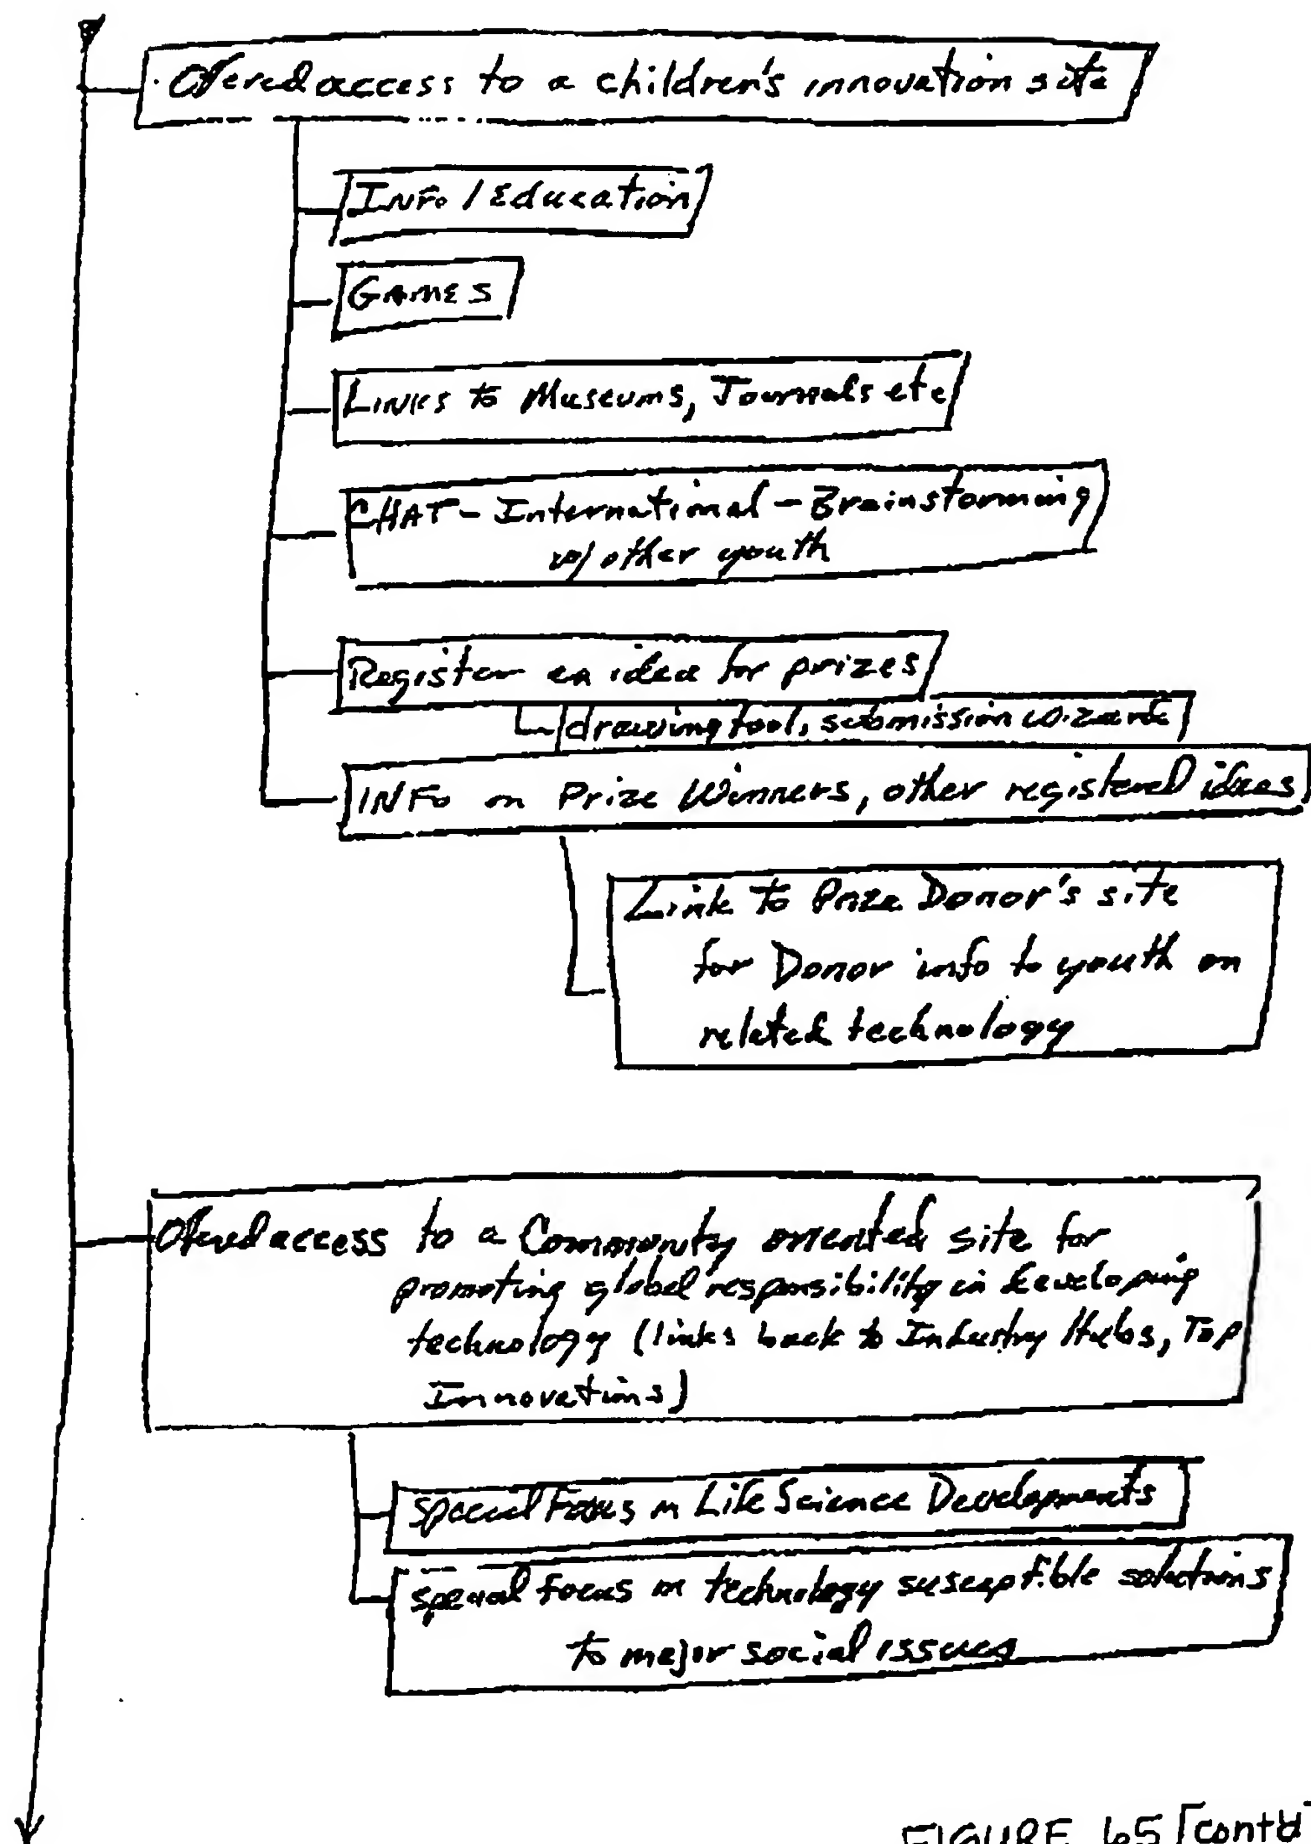 Offered access to a children's innovation site
INFo / Education
GAMES
LINKS to Museums, Journals etc
CHAT - International - Brainstorming
w/ other youth
Register an idea for prizes
drawing tool, submission wizards
INFo on Prize Winners, other registered ideas
Link to Prize Donor's site
for Donor info to youth on
related technology
Offered access to a Community oriented site for
promoting global responsibility in developing
technology (links back to Industry Hubs, Top
Innovations)
special Focus on Life Science Developments
special focus on technology susceptible solutions
to major social issues
FIGURE 65 [contd]